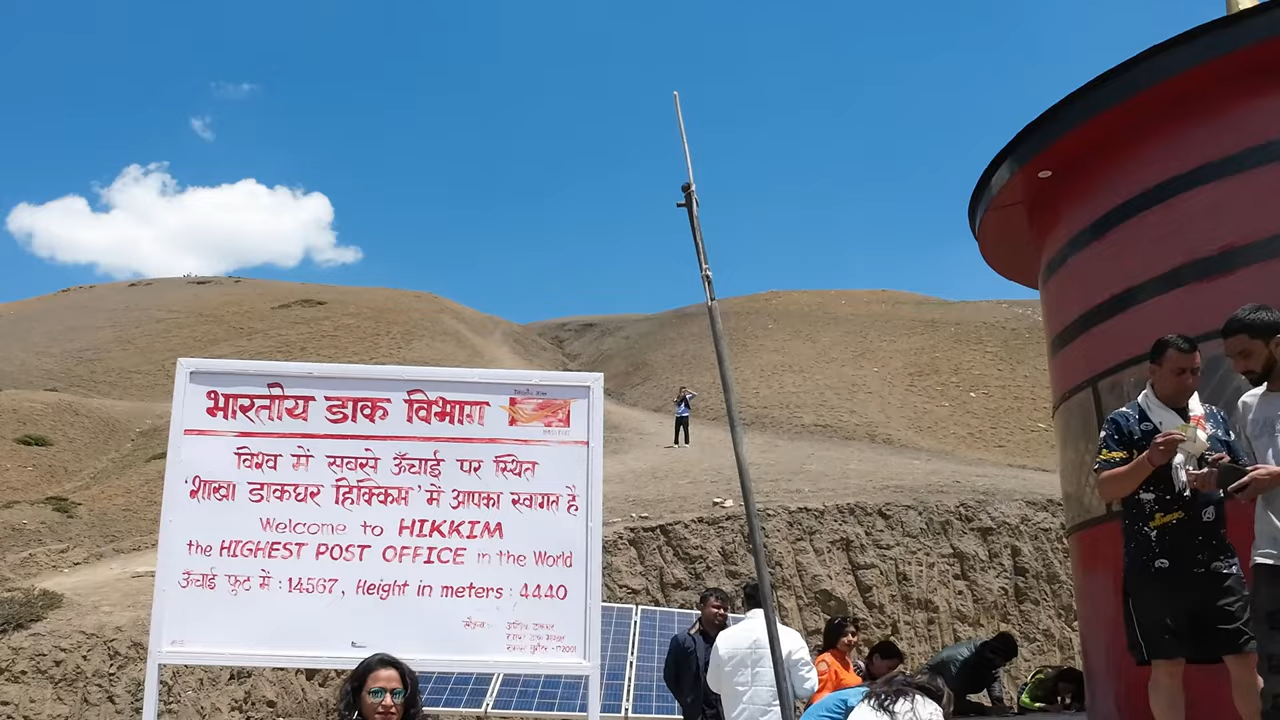 भारतीय डाक विभाग
विश्व में सबसे ऊँचाई पर स्थित
'शाखा डाकघर हिक्किम' में आपका स्वागत है
Welcome to HIKKIM
the HIGHEST POST OFFICE in the World
ऊँचाई फुट में : 14567, Height in meters : 4440